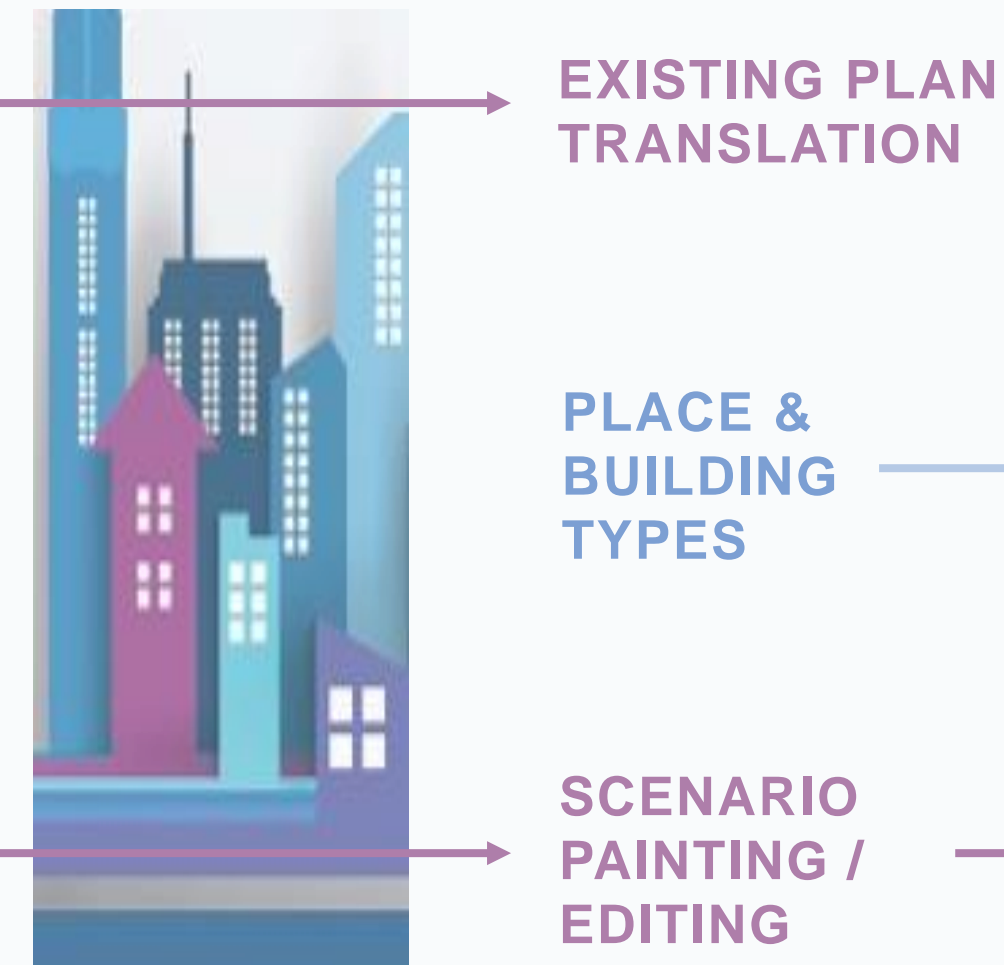 EXISTING PLAN
TRANSLATION
PLACE &
BUILDING
TYPES
SCENARIO
PAINTING /
EDITING